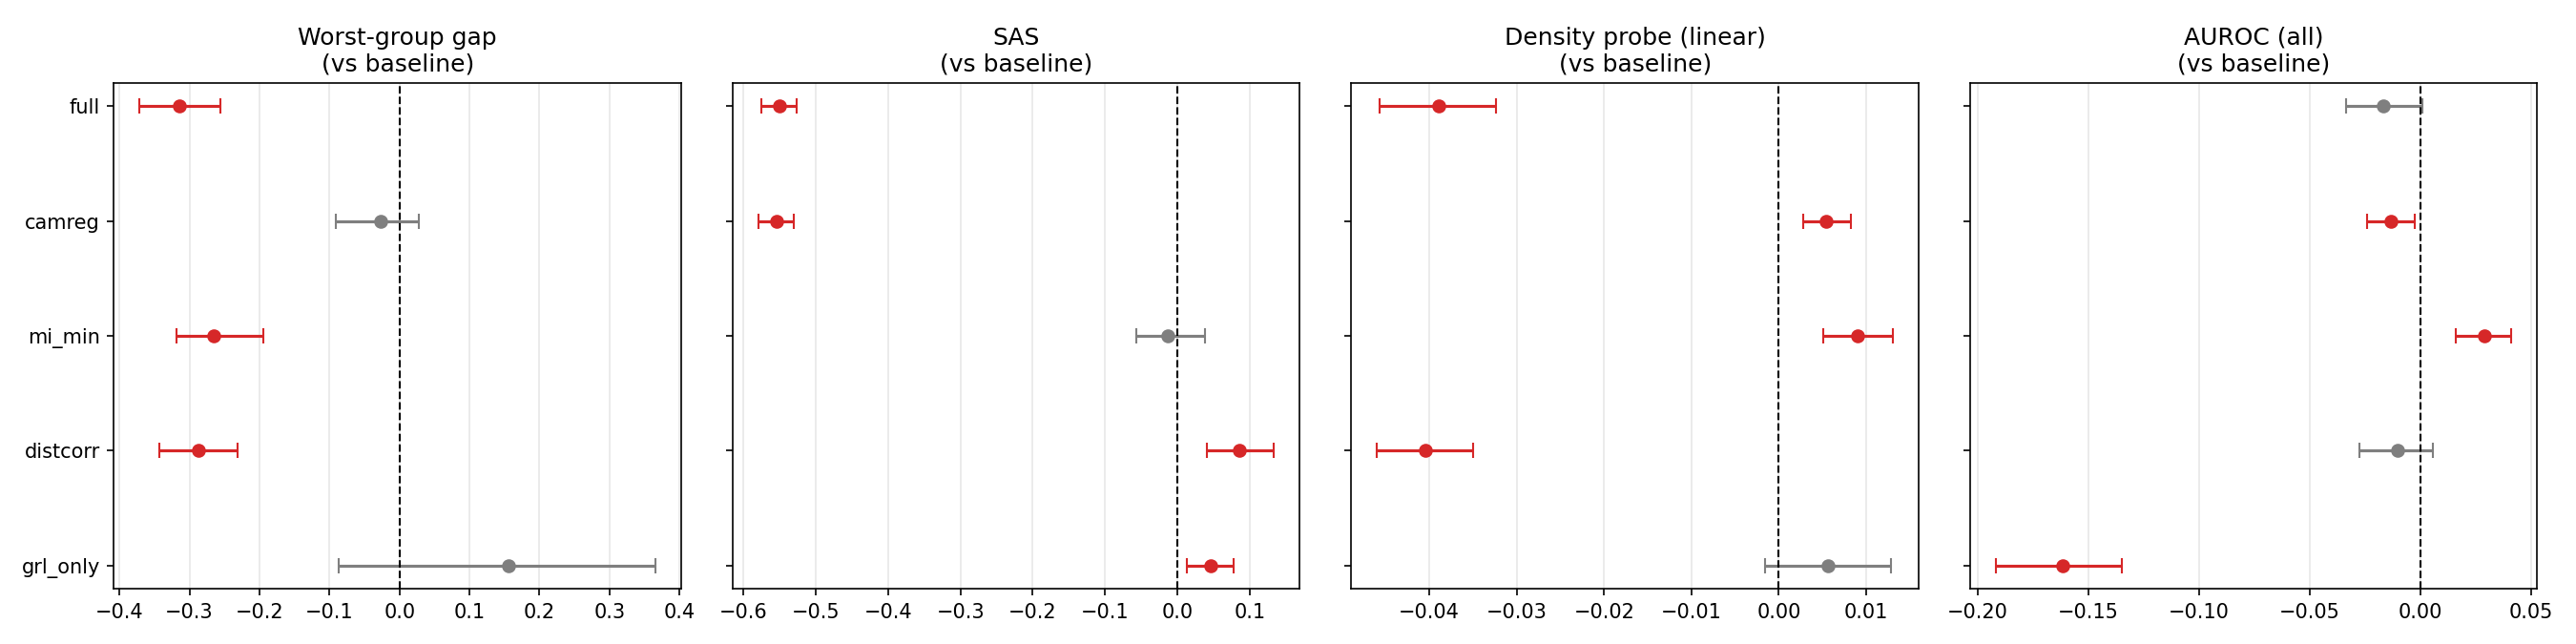 Worst-group gap
(vs baseline)
SAS
(vs baseline)
Density probe (linear)
(vs baseline)
AUROC (all)
(vs baseline)
full
camreg
mi_min
distcorr
grl_only
−0.4 −0.3 −0.2 −0.1 0.0 0.1 0.2 0.3 0.4
−0.6 −0.5 −0.4 −0.3 −0.2 −0.1 0.0 0.1
−0.04 −0.03 −0.02 −0.01 0.00 0.01
−0.20 −0.15 −0.10 −0.05 0.00 0.05